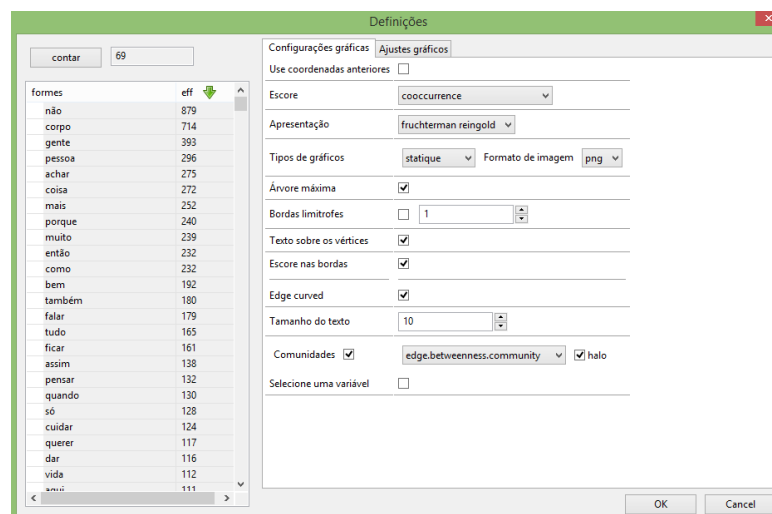 Definições
contar 69
formes eff
não 879
corpo 714
gente 393
pessoa 296
achar 275
coisa 272
mais 252
porque 240
muito 239
então 232
como 232
bem 192
também 180
falar 179
tudo 165
ficar 161
assim 138
pensar 132
quando 130
só 128
cuidar 124
querer 117
dar 116
vida 112
aqui 111
Configurações gráficas Ajustes gráficos
Use coordenadas anteriores
Escore cooccurrence
Apresentação fruchterman reingold
Tipos de gráficos statique Formato de imagem png
Árvore máxima
Bordas limitrofes 1
Texto sobre os vértices
Escore nas bordas
Edge curved
Tamanho do texto 10
Comunidades edge.betweenness.community halo
Selecione uma variável
OK Cancel